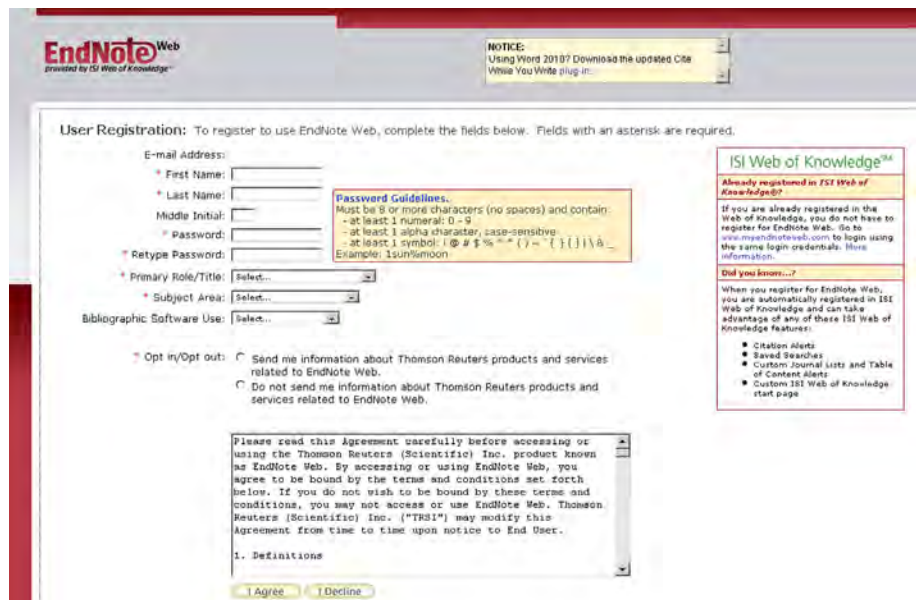 EndNote Web
provided by ISI Web of Knowledge
NOTICE:
Using Word 2010? Download the updated Cite
While You Write plug-in.
User Registration: To register to use EndNote Web, complete the fields below. Fields with an asterisk are required.
E-mail Address:
* First Name:
* Last Name:
Middle Initial:
* Password:
* Retype Password:
* Primary Role/Title: Select...
* Subject Area: Select...
Bibliographic Software Use: Select...
Password Guidelines.
Must be 8 or more characters (no spaces) and contain:
- at least 1 numeral: 0 - 9
- at least 1 alpha character, case-sensitive
- at least 1 symbol: ! @ # $ % ^ * ( )
Example: 1sun%moon
* Opt in/Opt out:
Send me information about Thomson Reuters products and services
related to EndNote Web.
Do not send me information about Thomson Reuters products and
services related to EndNote Web.
Please read this Agreement carefully before accessing or
using the Thomson Reuters (Scientific) Inc. product known
as EndNote Web. By accessing or using EndNote Web, you
agree to be bound by the terms and conditions set forth
below. If you do not wish to be bound by these terms and
conditions, you may not access or use EndNote Web. Thomson
Reuters (Scientific) Inc. ("TRSI") may modify this
Agreement from time to time upon notice to End User.
1. Definitions
I Agree
I Decline
ISI Web of Knowledge℠
Already registered in ISI Web of
Knowledge®?
If you are already registered in the
Web of Knowledge, you do not have to
register for EndNote Web. Go to
www.myendnoteweb.com to login using
the same login credentials. More
information.
Did you know...?
When you register for EndNote Web,
you are automatically registered in ISI
Web of Knowledge and can take
advantage of any of these ISI Web of
Knowledge features:
● Citation Alerts
● Saved Searches
● Custom Journal Lists and Table
of Content Alerts
● Custom ISI Web of Knowledge
start page